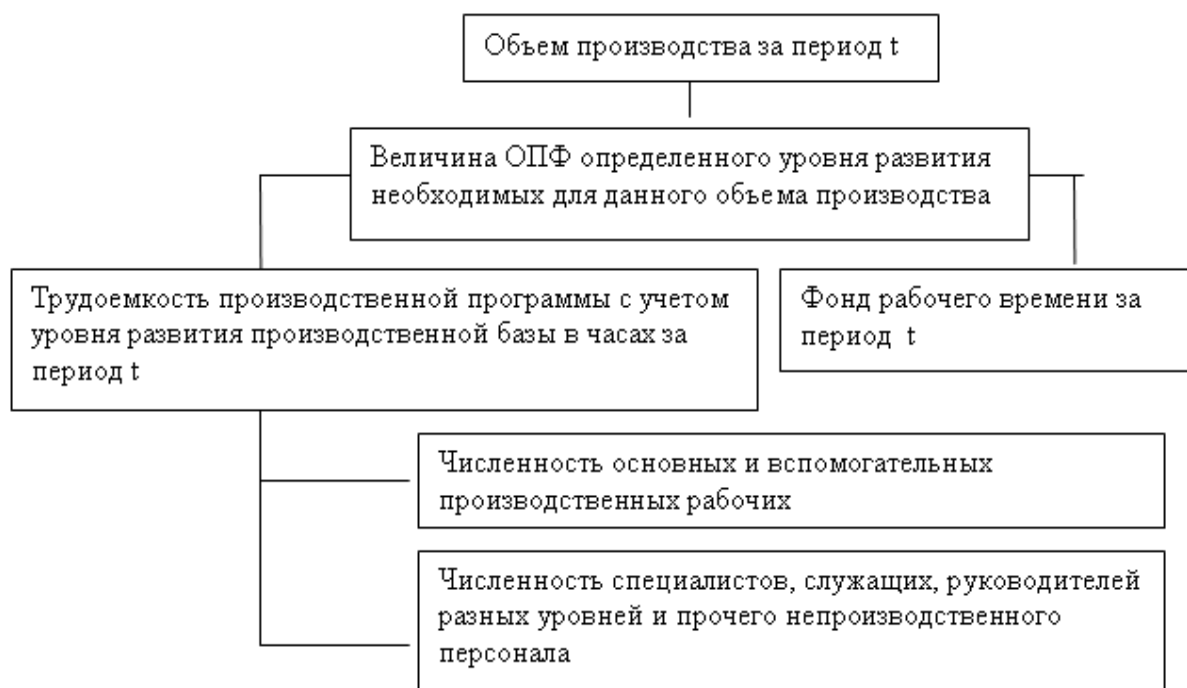 Объем производства за период t
Величина ОПФ определенного уровня развития
необходимых для данного объема производства
Трудоемкость производственной программы с учетом
уровня развития производственной базы в часах за
период t
Фонд рабочего времени за
период t
Численность основных и вспомогательных
производственных рабочих
Численность специалистов, служащих, руководителей
разных уровней и прочего непроизводственного
персонала